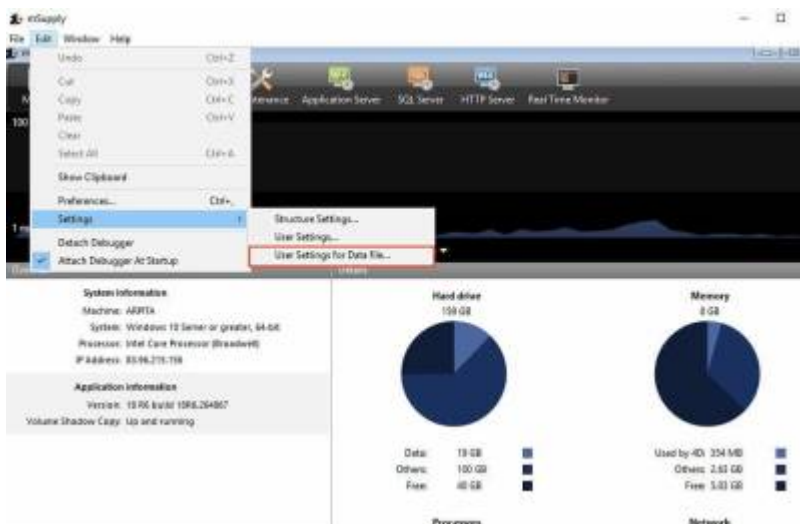 mSupply
File Edit Window Help
Undo Ctrl+Z
Cut Ctrl+X
Copy Ctrl+C
Paste Ctrl+V
Clear
Select All Ctrl+A
Show Clipboard
Preferences... Ctrl+,
Settings
Detach Debugger
Attach Debugger At Startup
Structure Settings...
User Settings...
User Settings for Data File...
Application Server SQL Server HTTP Server Real Time Monitor
100
System Information
Machine:
System: Windows 10 Server or greater, 64-bit
Processor: Intel Core Processor (Broadwell)
IP Address:
Application Information
Version:
Volume Shadow Copy: Up and running
Hard drive
159 GB
Data: 19 GB
Others: 100 GB
Free: 40 GB
Memory
8 GB
Used by 4D: 354 MB
Others: 2.63 GB
Free: 5.03 GB
Processors
Network